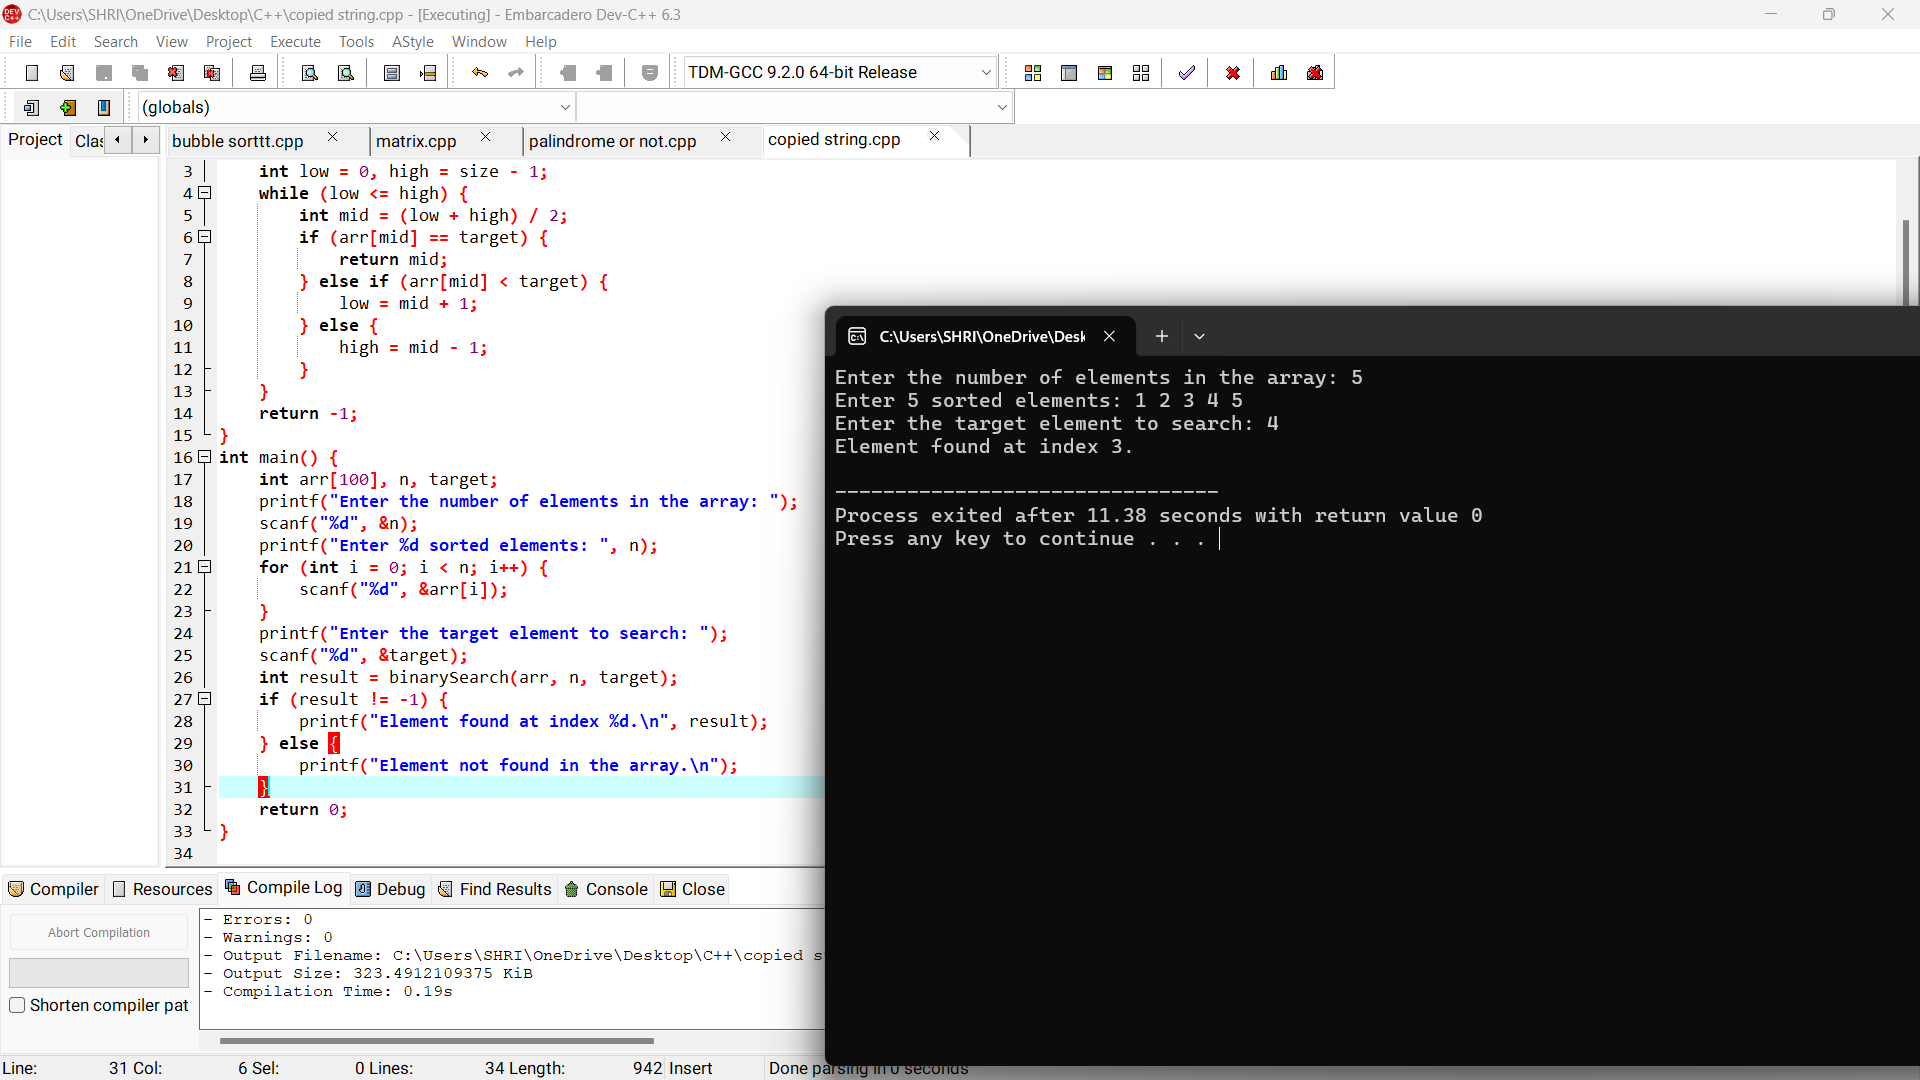 C:\Users\SHRI\OneDrive\Desktop\C++\copied string.cpp - [Executing] - Embarcadero Dev-C++ 6.3
File Edit Search View Project Execute Tools AStyle Window Help
TDM-GCC 9.2.0 64-bit Release
(globals)
Project Clas bubble sorttt.cpp matrix.cpp palindrome or not.cpp copied string.cpp
3 int low = 0, high = size - 1;
4 while (low <= high) {
5 int mid = (low + high) / 2;
6 if (arr[mid] == target) {
7 return mid;
8 } else if (arr[mid] < target) {
9 low = mid + 1;
10 } else {
11 high = mid - 1;
12 }
13 }
14 return -1;
15 }
16 int main() {
17 int arr[100], n, target;
18 printf("Enter the number of elements in the array: ");
19 scanf("%d", &n);
20 printf("Enter %d sorted elements: ", n);
21 for (int i = 0; i < n; i++) {
22 scanf("%d", &arr[i]);
23 }
24 printf("Enter the target element to search: ");
25 scanf("%d", &target);
26 int result = binarySearch(arr, n, target);
27 if (result != -1) {
28 printf("Element found at index %d.\n", result);
29 } else {
30 printf("Element not found in the array.\n");
31 }
32 return 0;
33 }
34
C:\Users\SHRI\OneDrive\Desk
Enter the number of elements in the array: 5
Enter 5 sorted elements: 1 2 3 4 5
Enter the target element to search: 4
Element found at index 3.
--------------------------------
Process exited after 11.38 seconds with return value 0
Press any key to continue . . .
Compiler Resources Compile Log Debug Find Results Console Close
Abort Compilation
Shorten compiler pat
- Errors: 0
- Warnings: 0
- Output Filename: C:\Users\SHRI\OneDrive\Desktop\C++\copied s
- Output Size: 323.4912109375 KiB
- Compilation Time: 0.19s
Line: 31 Col: 6 Sel: 0 Lines: 34 Length: 942 Insert Done parsing in 0 seconds